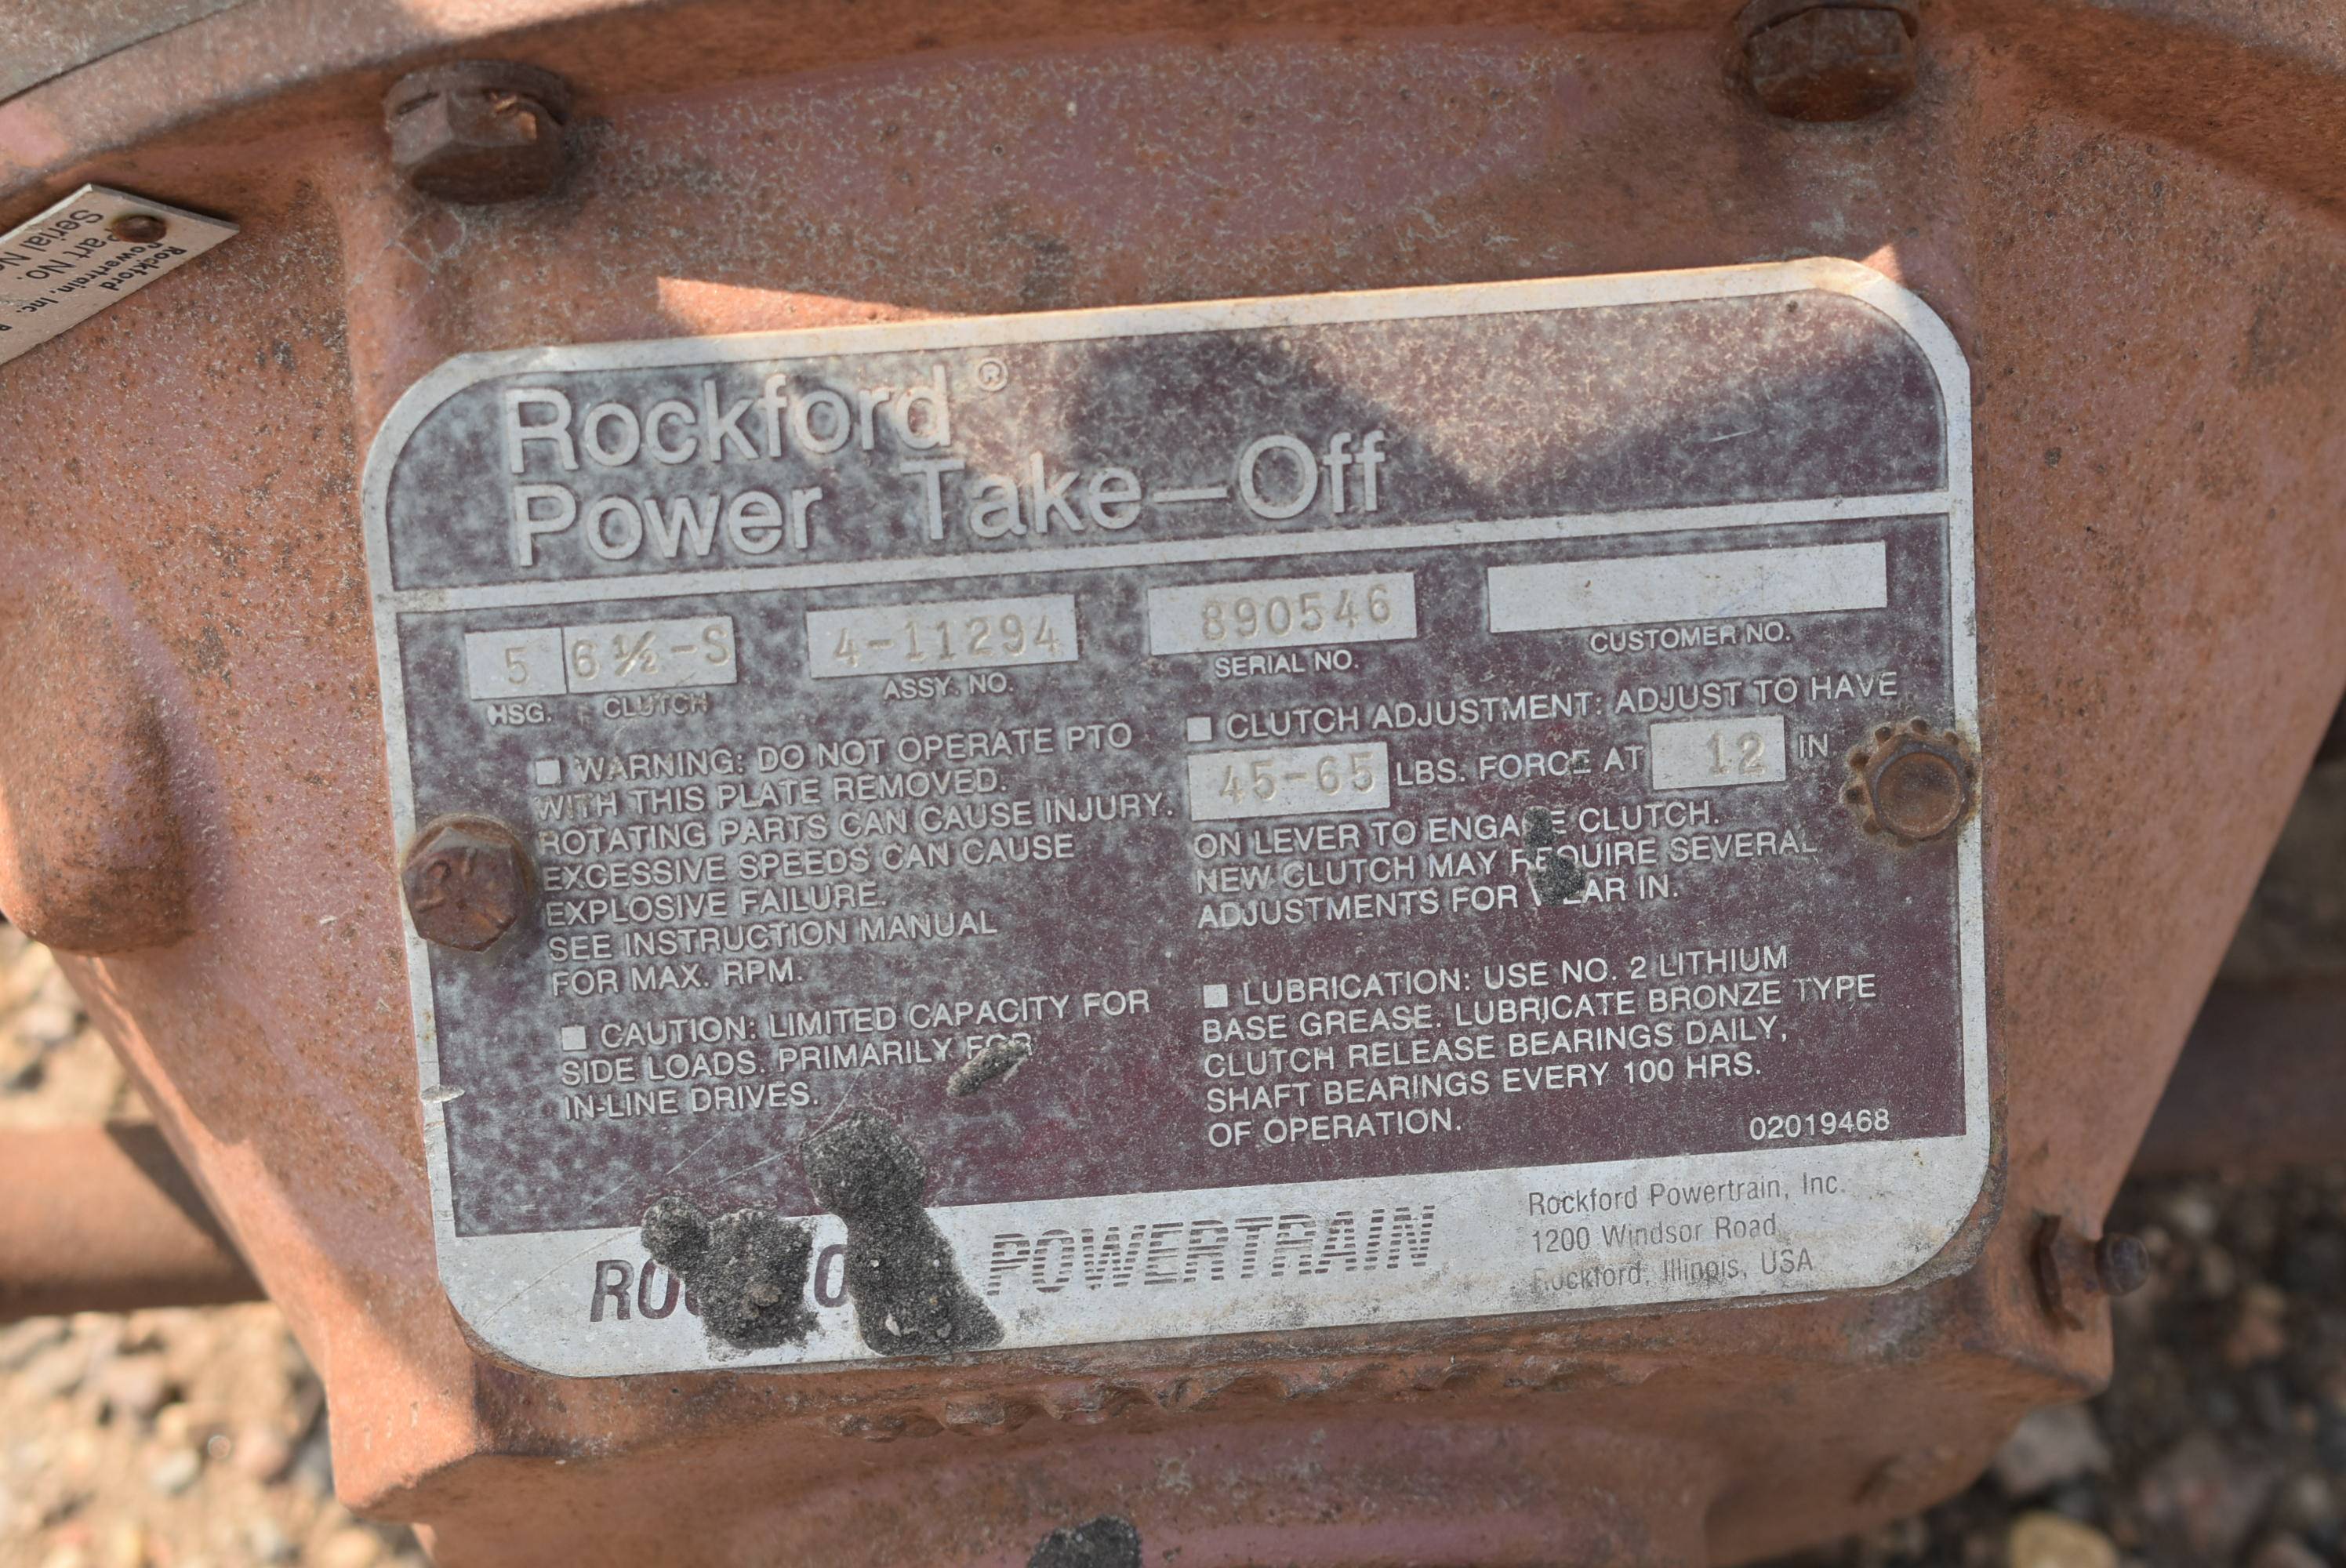 Rockford
Powertrain, Inc.
Part No.
Serial No
Rockford®
Power Take-Off
5 6½-S 4-11294 890546
HSG. CLUTCH ASSY. NO. SERIAL NO. CUSTOMER NO.
WARNING: DO NOT OPERATE PTO
WITH THIS PLATE REMOVED.
ROTATING PARTS CAN CAUSE INJURY.
EXCESSIVE SPEEDS CAN CAUSE
EXPLOSIVE FAILURE.
SEE INSTRUCTION MANUAL
FOR MAX. RPM.
CAUTION: LIMITED CAPACITY FOR
SIDE LOADS. PRIMARILY FOR
IN-LINE DRIVES.
CLUTCH ADJUSTMENT: ADJUST TO HAVE
45-65 LBS. FORCE AT 12 IN
ON LEVER TO ENGAGE CLUTCH.
NEW CLUTCH MAY REQUIRE SEVERAL
ADJUSTMENTS FOR WEAR IN.
LUBRICATION: USE NO. 2 LITHIUM
BASE GREASE. LUBRICATE BRONZE TYPE
CLUTCH RELEASE BEARINGS DAILY,
SHAFT BEARINGS EVERY 100 HRS.
OF OPERATION.
02019468
POWERTRAIN
Rockford Powertrain, Inc.
1200 Windsor Road
Rockford, Illinois, USA